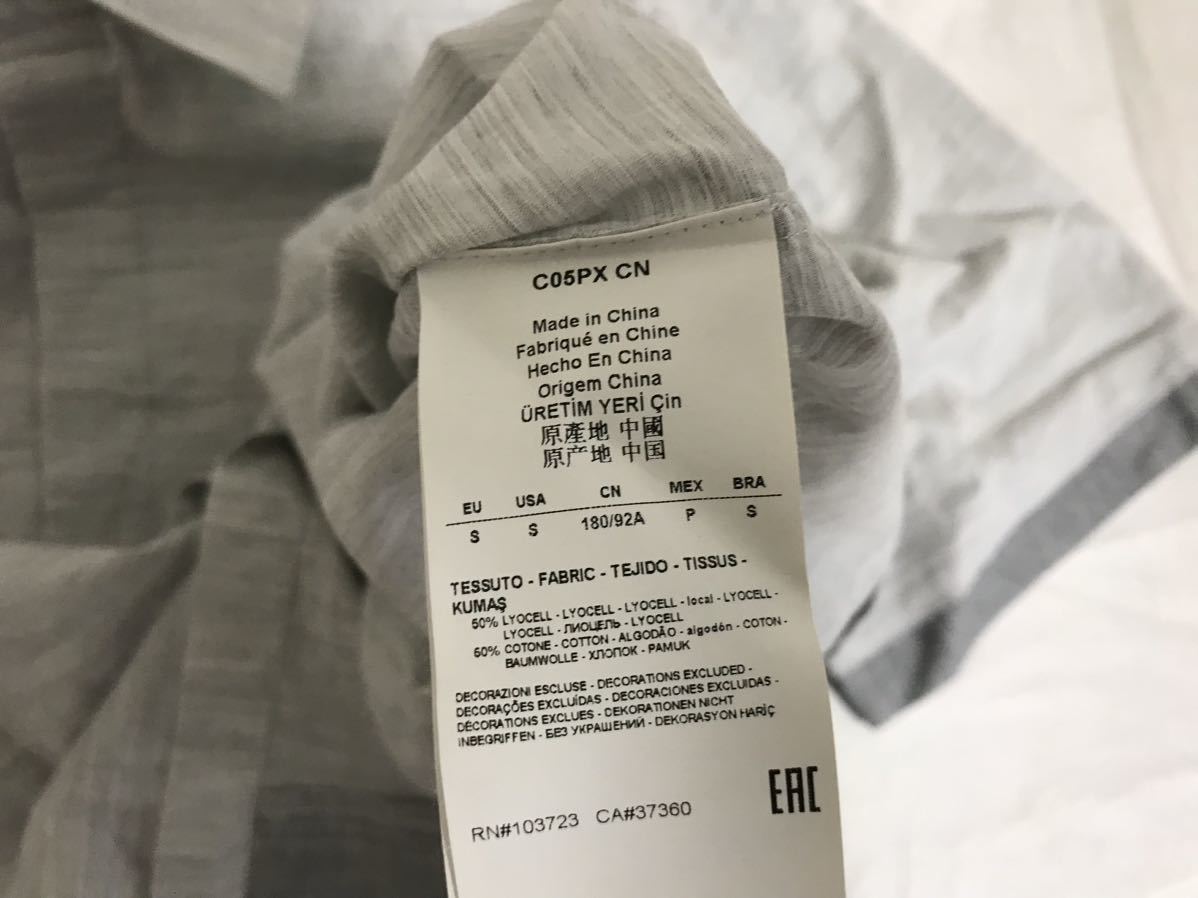 C05PX CN
Made in China
Fabriqué en Chine
Hecho En China
Origem China
ÜRETİM YERİ Çin
原產地 中國
原产地 中国
EU USA CN MEX BRA
S S 180/92A P S
TESSUTO - FABRIC - TEJIDO - TISSUS -
KUMAŞ
50% LYOCELL - LYOCELL - LYOCELL - local - LYOCELL -
LYOCELL - ЛИОЦЕЛЬ - LYOCELL
50% COTONE - COTTON - ALGODÃO - algodón - COTON -
BAUMWOLLE - ХЛОПОК - PAMUK
DECORAZIONI ESCLUSE - DECORATIONS EXCLUDED -
DECORAÇÕES EXCLUÍDAS - DECORACIONES EXCLUIDAS -
DÉCORATIONS EXCLUES - DEKORATIONEN NICHT
INBEGRIFFEN - БЕЗ УКРАШЕНИЙ - DEKORASYON HARİÇ
EAC
RN#103723 CA#37360